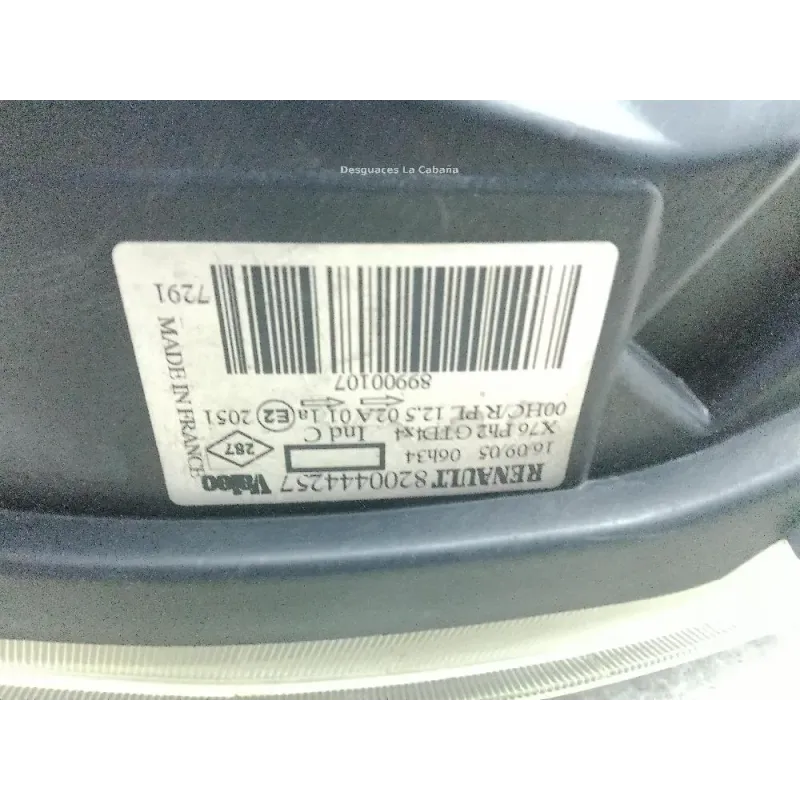 Desguaces La Cabaña
RENAULT 8200444257 Valeo
16/09/05 06h34
X76 Ph2 GTD4x4 Ind C 287
00HC/R PL 12.5 02A 01 1a E2 2051
89900107
MADE IN FRANCE
7291